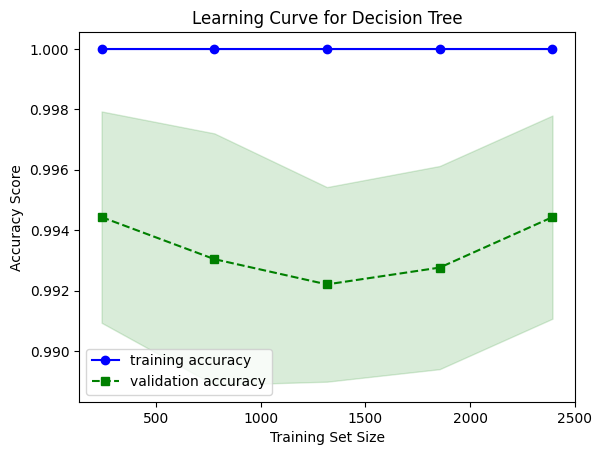 Learning Curve for Decision Tree
1.000
0.998
0.996
0.994
0.992
0.990
Accuracy Score
training accuracy
validation accuracy
500
1000
1500
2000
2500
Training Set Size